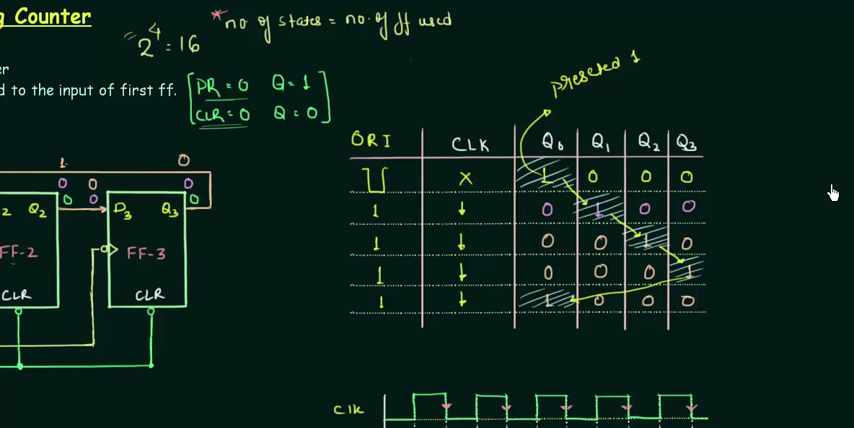 g Counter
2^4 = 16
*no. of states = no. of ff used
er
d to the input of first ff.
PR = 0 Q = 1
CLR = 0 Q = 0
preseted 1
ORI CLK Q0 Q1 Q2 Q3
X 1 0 0 0
1 ↓ 0 1 0 0
1 ↓ 0 0 1 0
1 ↓ 0 0 0 1
1 ↓ 1 0 0 0
1 0
0 0 0
0 0 0
2 Q2 D3 Q3
FF-2 FF-3
CLR CLR
Clk